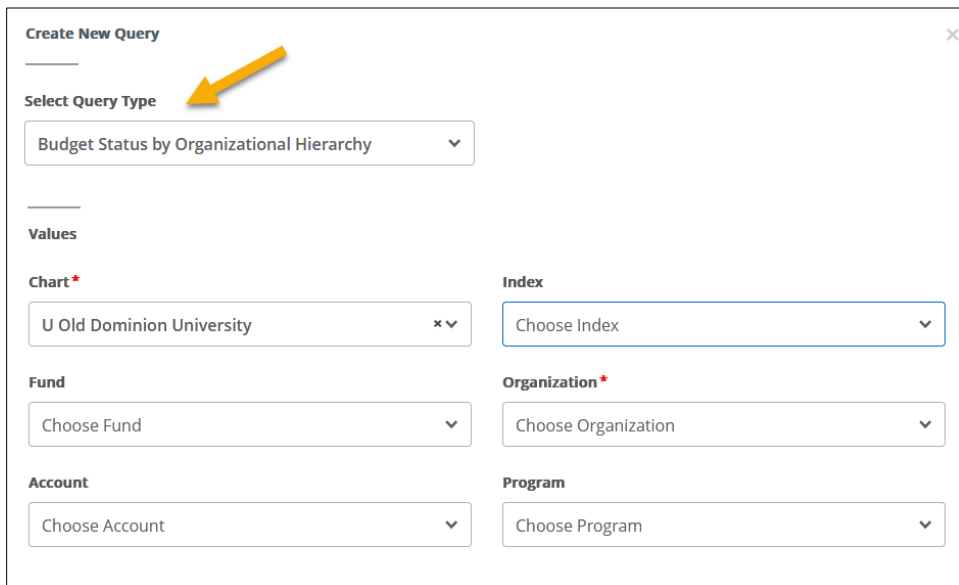 Create New Query
Select Query Type
Budget Status by Organizational Hierarchy
Values
Chart*
Index
U Old Dominion University
Choose Index
Fund
Organization*
Choose Fund
Choose Organization
Account
Program
Choose Account
Choose Program